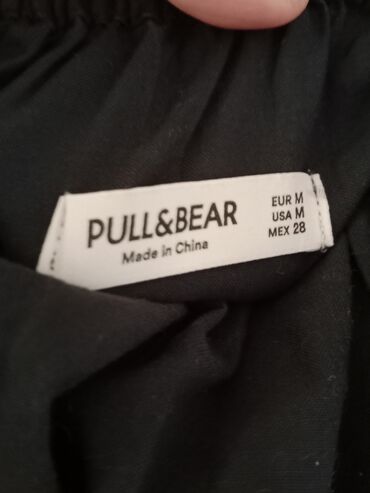 PULL&BEAR
Made in China
EUR M
USA M
MEX 28